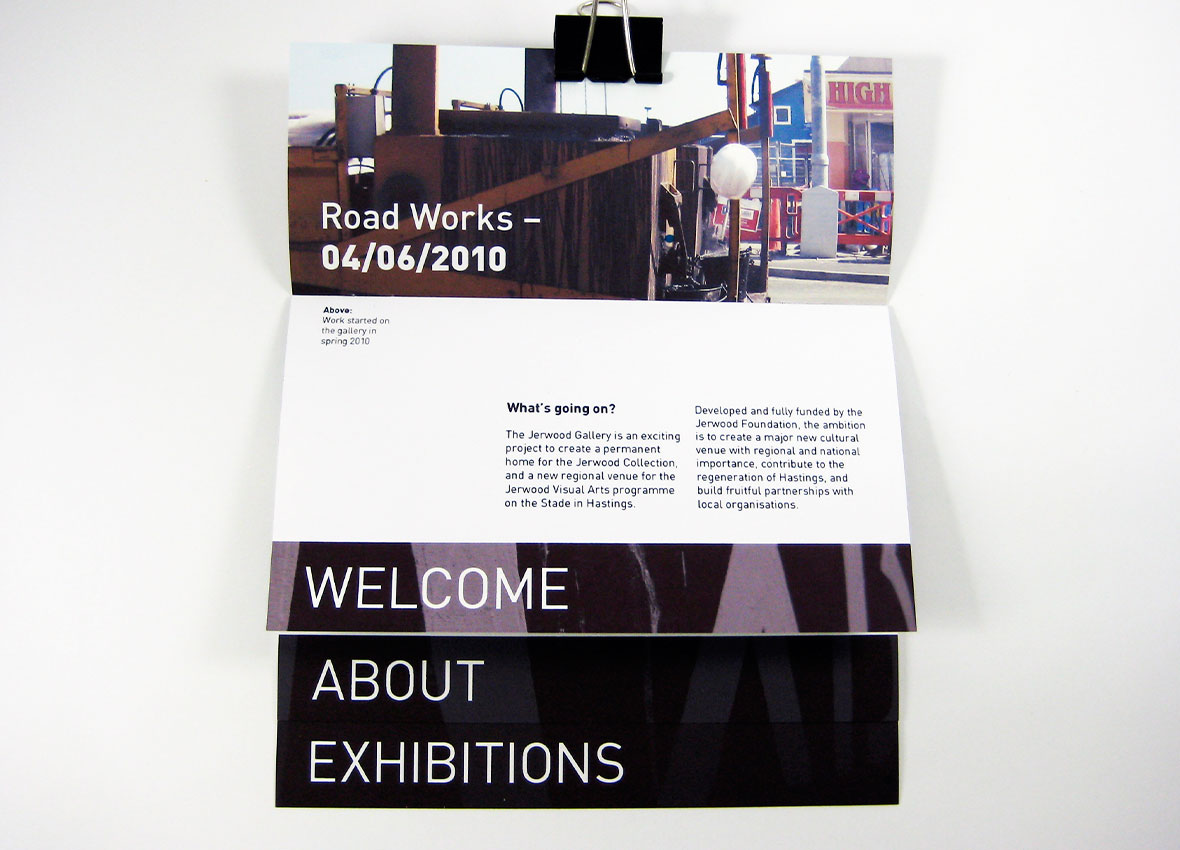 HIGH
Road Works –
04/06/2010
Above:
Work started on
the gallery in
spring 2010
What's going on?
The Jerwood Gallery is an exciting
project to create a permanent
home for the Jerwood Collection,
and a new regional venue for the
Jerwood Visual Arts programme
on the Stade in Hastings.
Developed and fully funded by the
Jerwood Foundation, the ambition
is to create a major new cultural
venue with regional and national
importance, contribute to the
regeneration of Hastings, and
build fruitful partnerships with
local organisations.
WELCOME
ABOUT
EXHIBITIONS